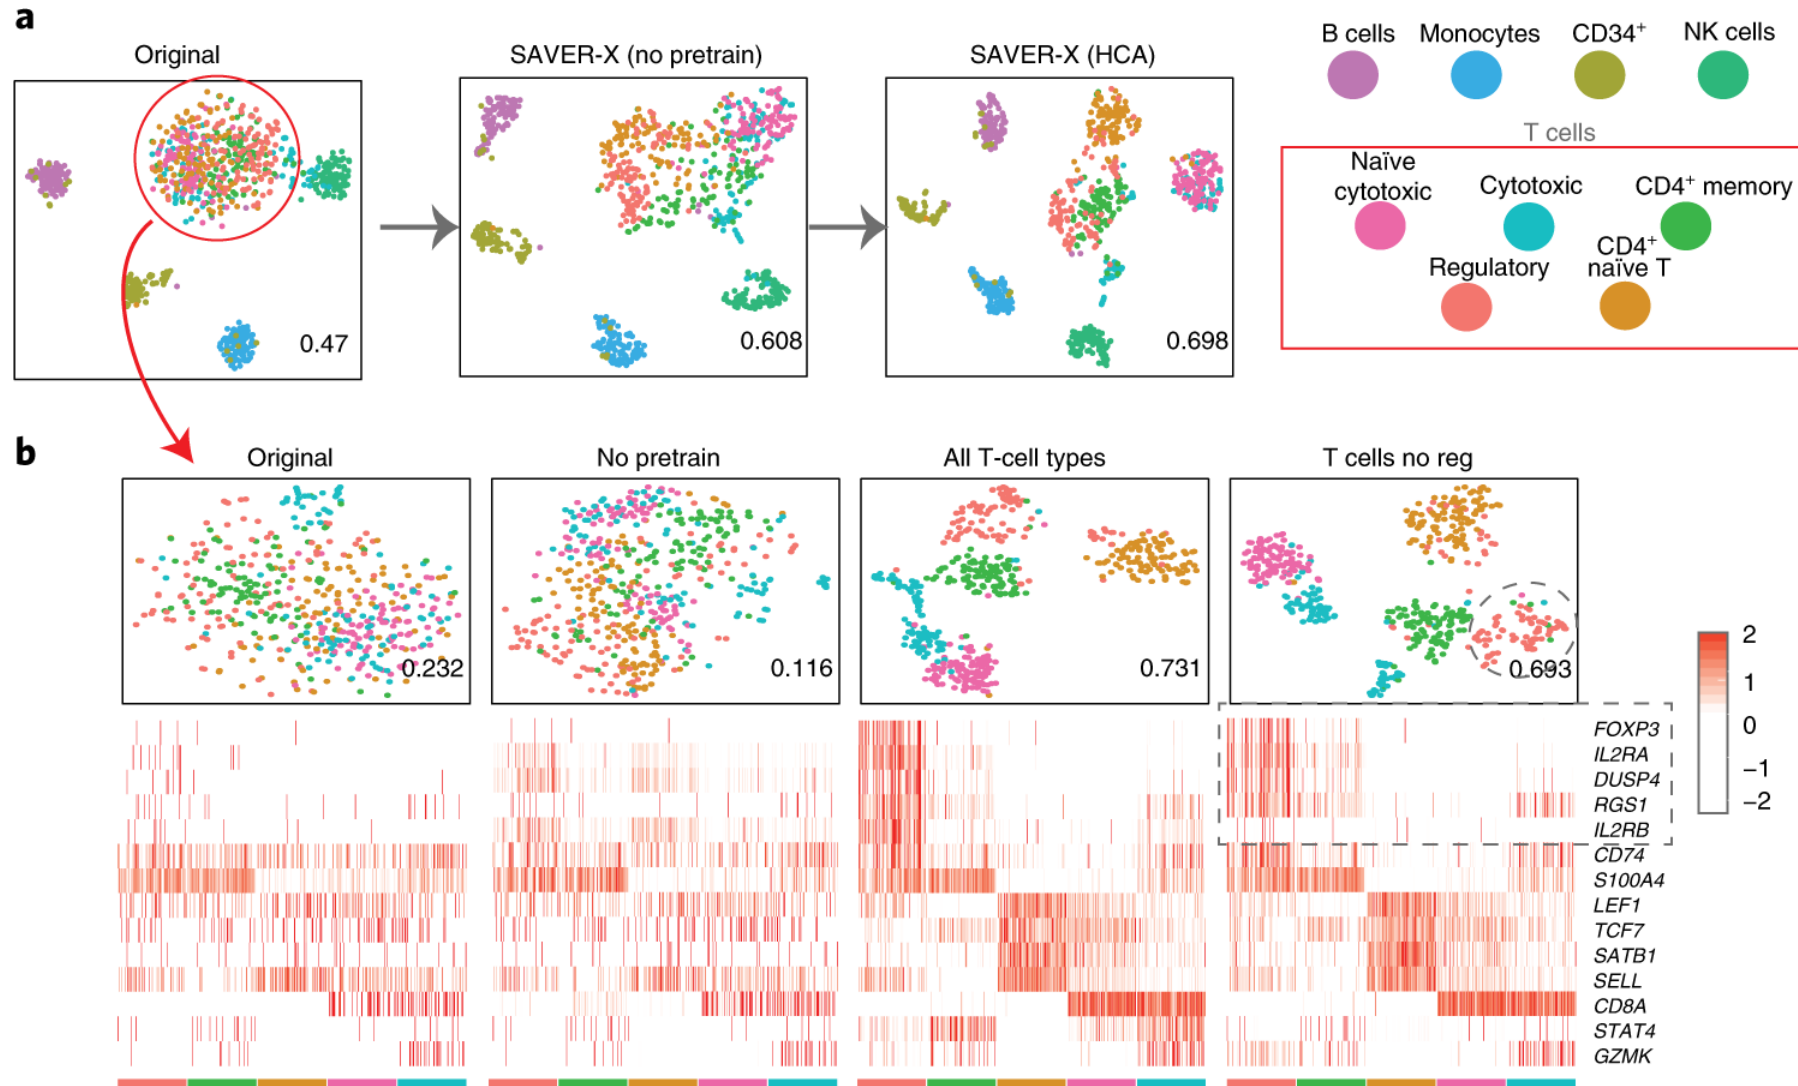 a
Original
SAVER-X (no pretrain)
SAVER-X (HCA)
0.47
0.608
0.698
B cells
Monocytes
CD34+
NK cells
T cells
Naïve
cytotoxic
Cytotoxic
CD4+ memory
Regulatory
CD4+
naïve T
b
Original
No pretrain
All T-cell types
T cells no reg
0.232
0.116
0.731
0.693
FOXP3
IL2RA
DUSP4
RGS1
IL2RB
CD74
S100A4
LEF1
TCF7
SATB1
SELL
CD8A
STAT4
GZMK
2
1
0
−1
−2